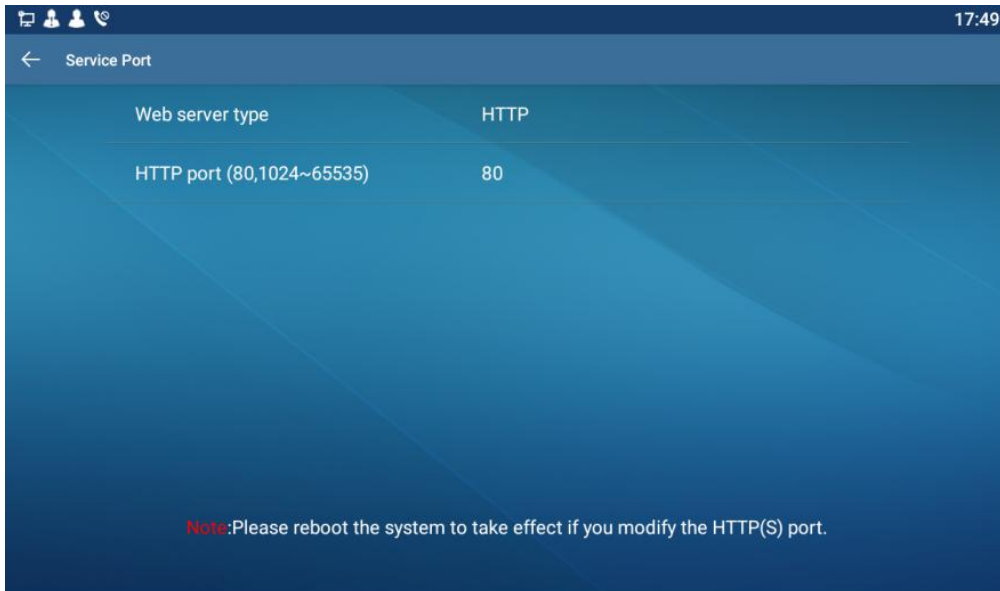 17:49
Service Port
Web server type HTTP
HTTP port (80,1024~65535) 80
Note:Please reboot the system to take effect if you modify the HTTP(S) port.